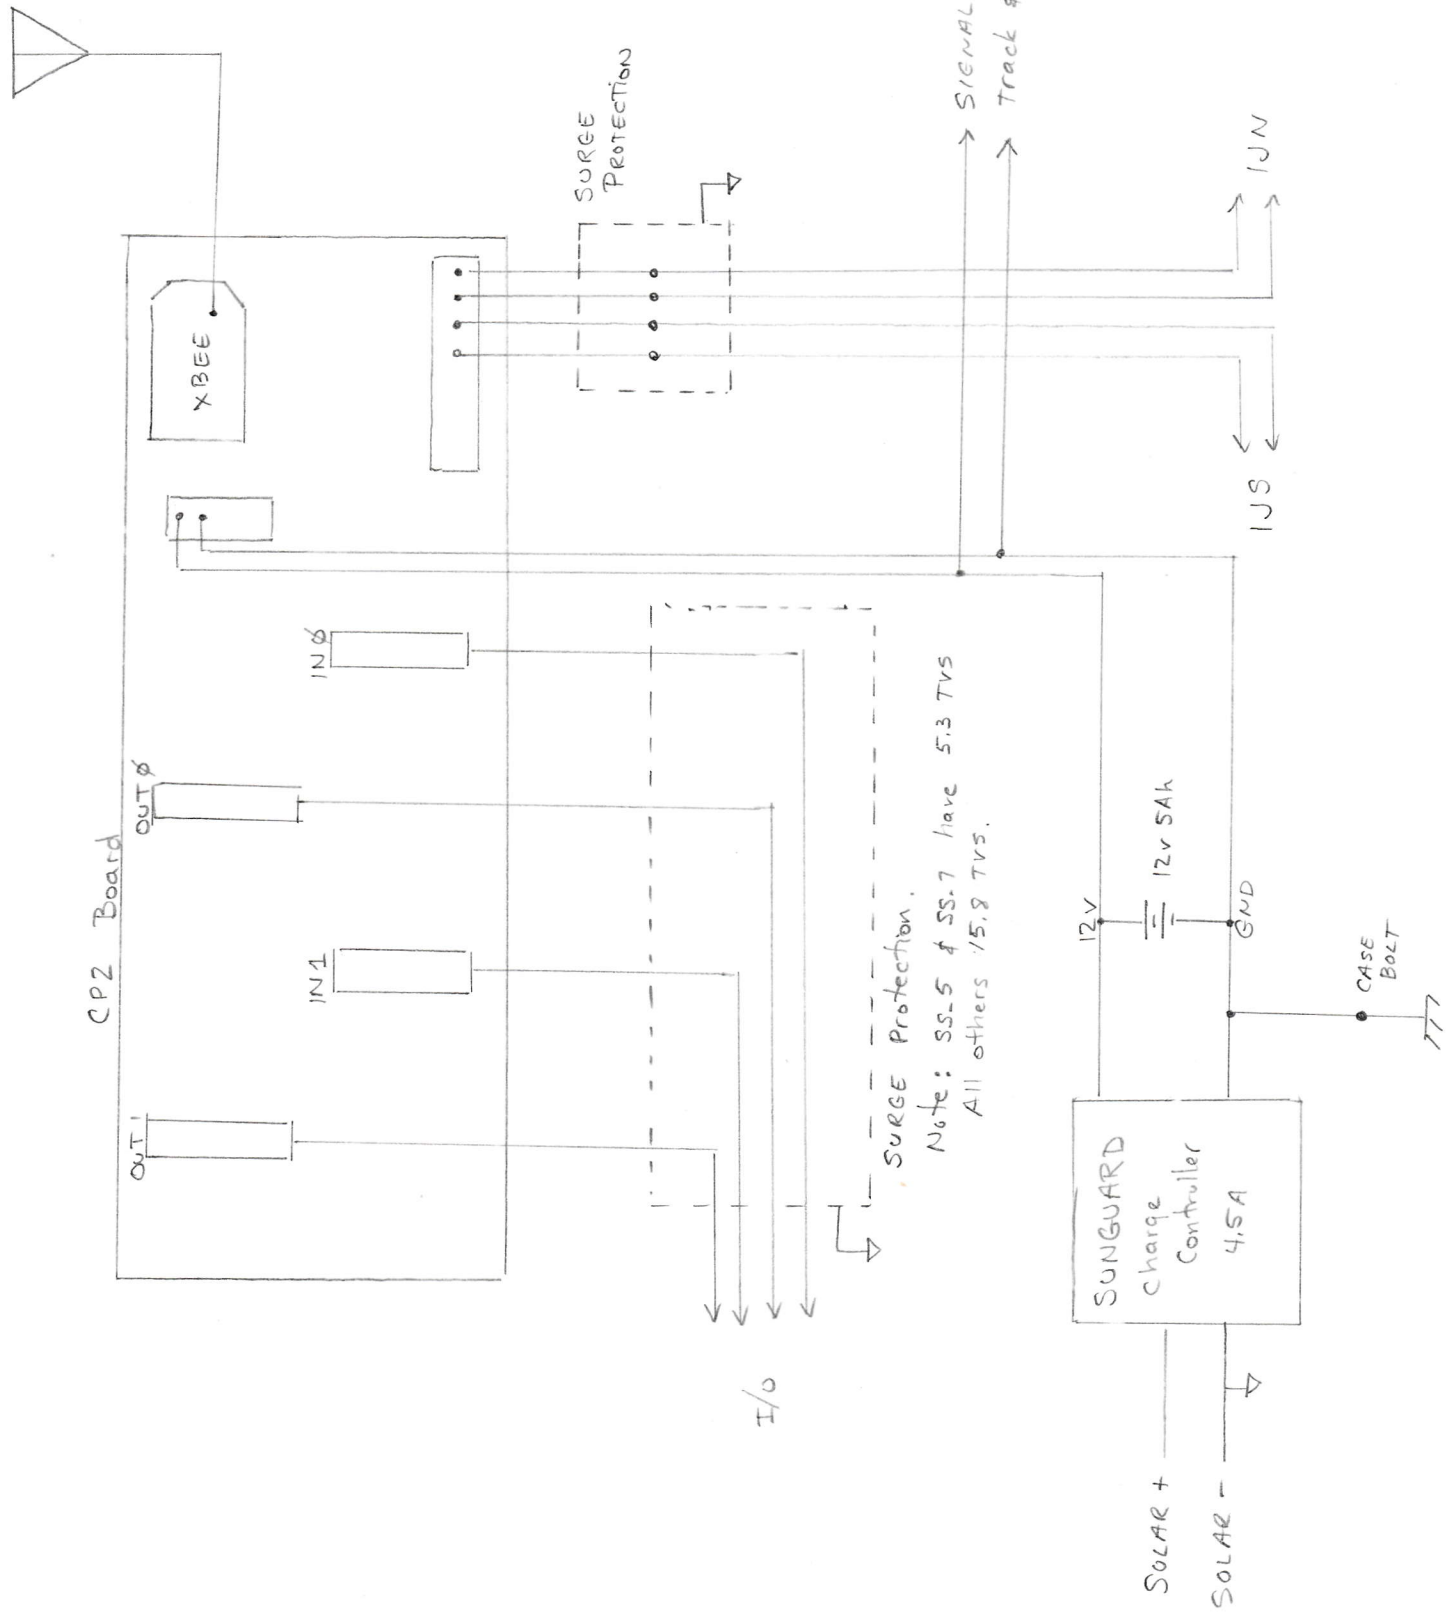 CP2 Board
OUT1
IN1
OUTØ
INØ
XBEE
SURGE
PROTECTION
I/O
SURGE Protection.
Note: SS-5 & SS-7 have 5.3 TVS
All others 15.8 TVS.
SIGNAL
Track &
IJS
IJN
SOLAR +
SOLAR -
SUNGUARD
Charge
Controller
4.5A
12V
12V 5Ah
GND
CASE
BOLT